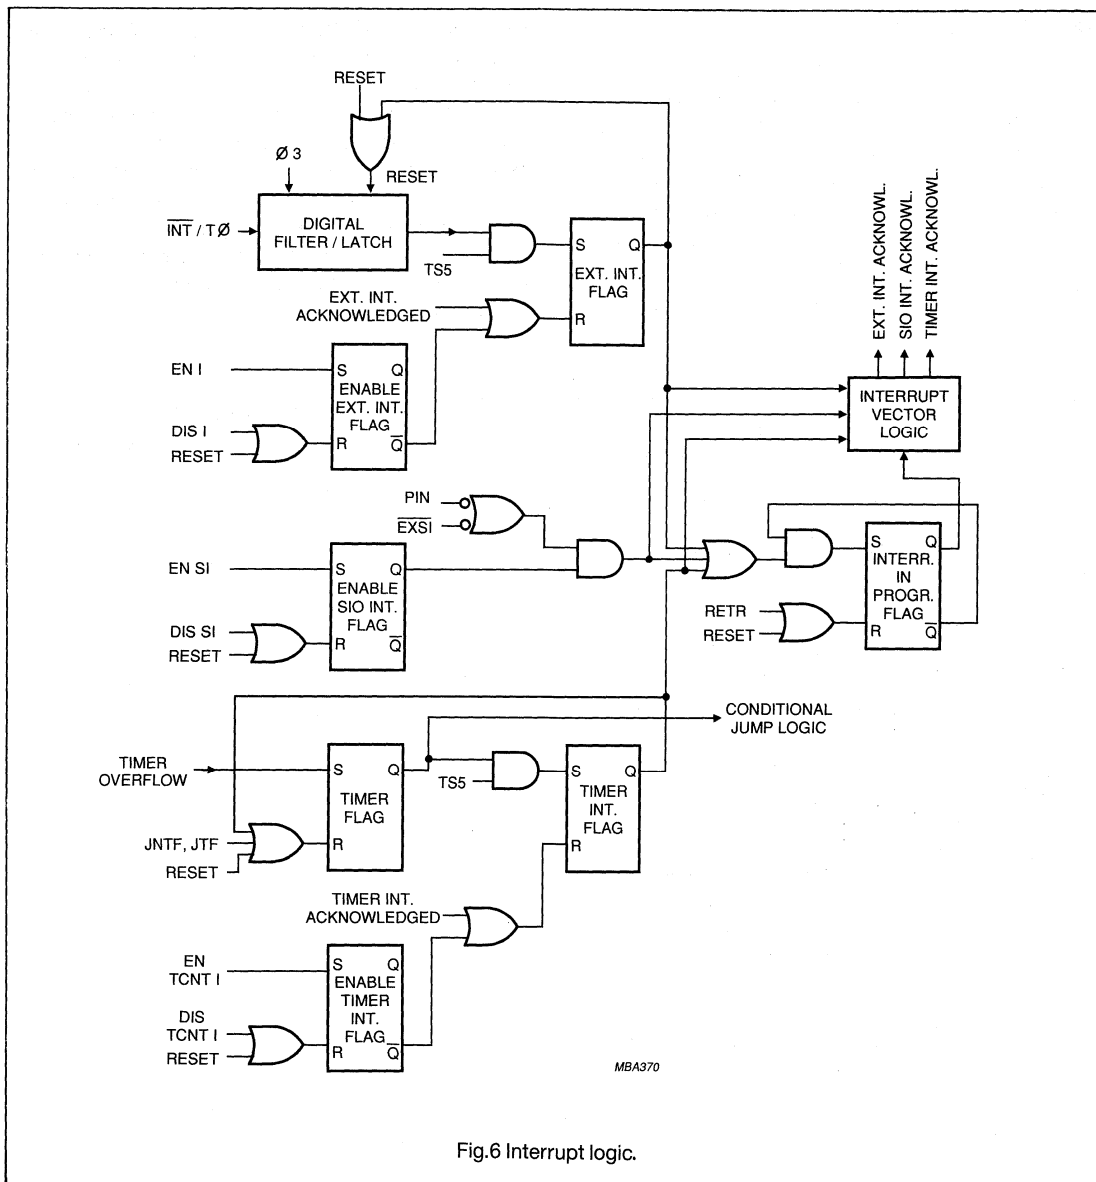 RESET
Ø 3
RESET
I̅N̅T̅ / T Ø
DIGITAL
FILTER / LATCH
TS5
S Q
EXT. INT.
FLAG
R
EXT. INT.
ACKNOWLEDGED
EXT. INT. ACKNOWL.
SIO INT. ACKNOWL.
TIMER INT. ACKNOWL.
EN I
S Q
ENABLE
EXT. INT.
FLAG
R Q̅
DIS I
RESET
INTERRUPT
VECTOR
LOGIC
PIN
E̅X̅S̅I̅
EN SI
S Q
ENABLE
SIO INT.
FLAG
R Q̅
DIS SI
RESET
S Q
INTERR.
IN
PROGR.
FLAG
R Q̅
RETR
RESET
CONDITIONAL
JUMP LOGIC
TIMER
OVERFLOW
S Q
TIMER
FLAG
R
TS5
S Q
TIMER
INT.
FLAG
R
JNTF, JTF
RESET
TIMER INT.
ACKNOWLEDGED
EN
TCNT I
S Q
ENABLE
TIMER
INT.
FLAG
R Q̅
DIS
TCNT I
RESET
MBA370
Fig.6 Interrupt logic.